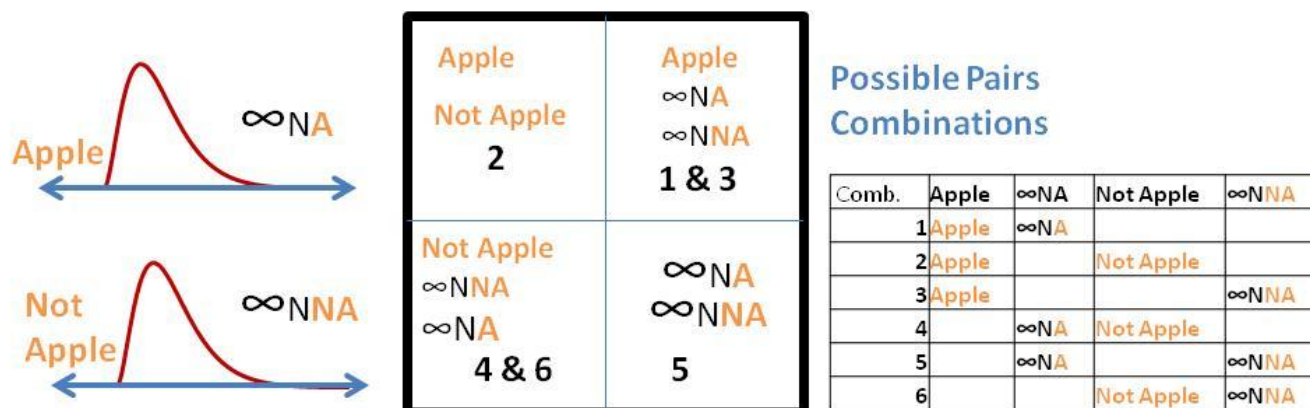 Apple
∞NA
Not
Apple
∞NNA
Apple
Not Apple
2
Apple
∞NA
∞NNA
1 & 3
Not Apple
∞NNA
∞NA
4 & 6
∞NA
∞NNA
5
Possible Pairs
Combinations
Comb. Apple ∞NA Not Apple ∞NNA
1 Apple ∞NA
2 Apple Not Apple
3 Apple ∞NNA
4 ∞NA Not Apple
5 ∞NA ∞NNA
6 Not Apple ∞NNA